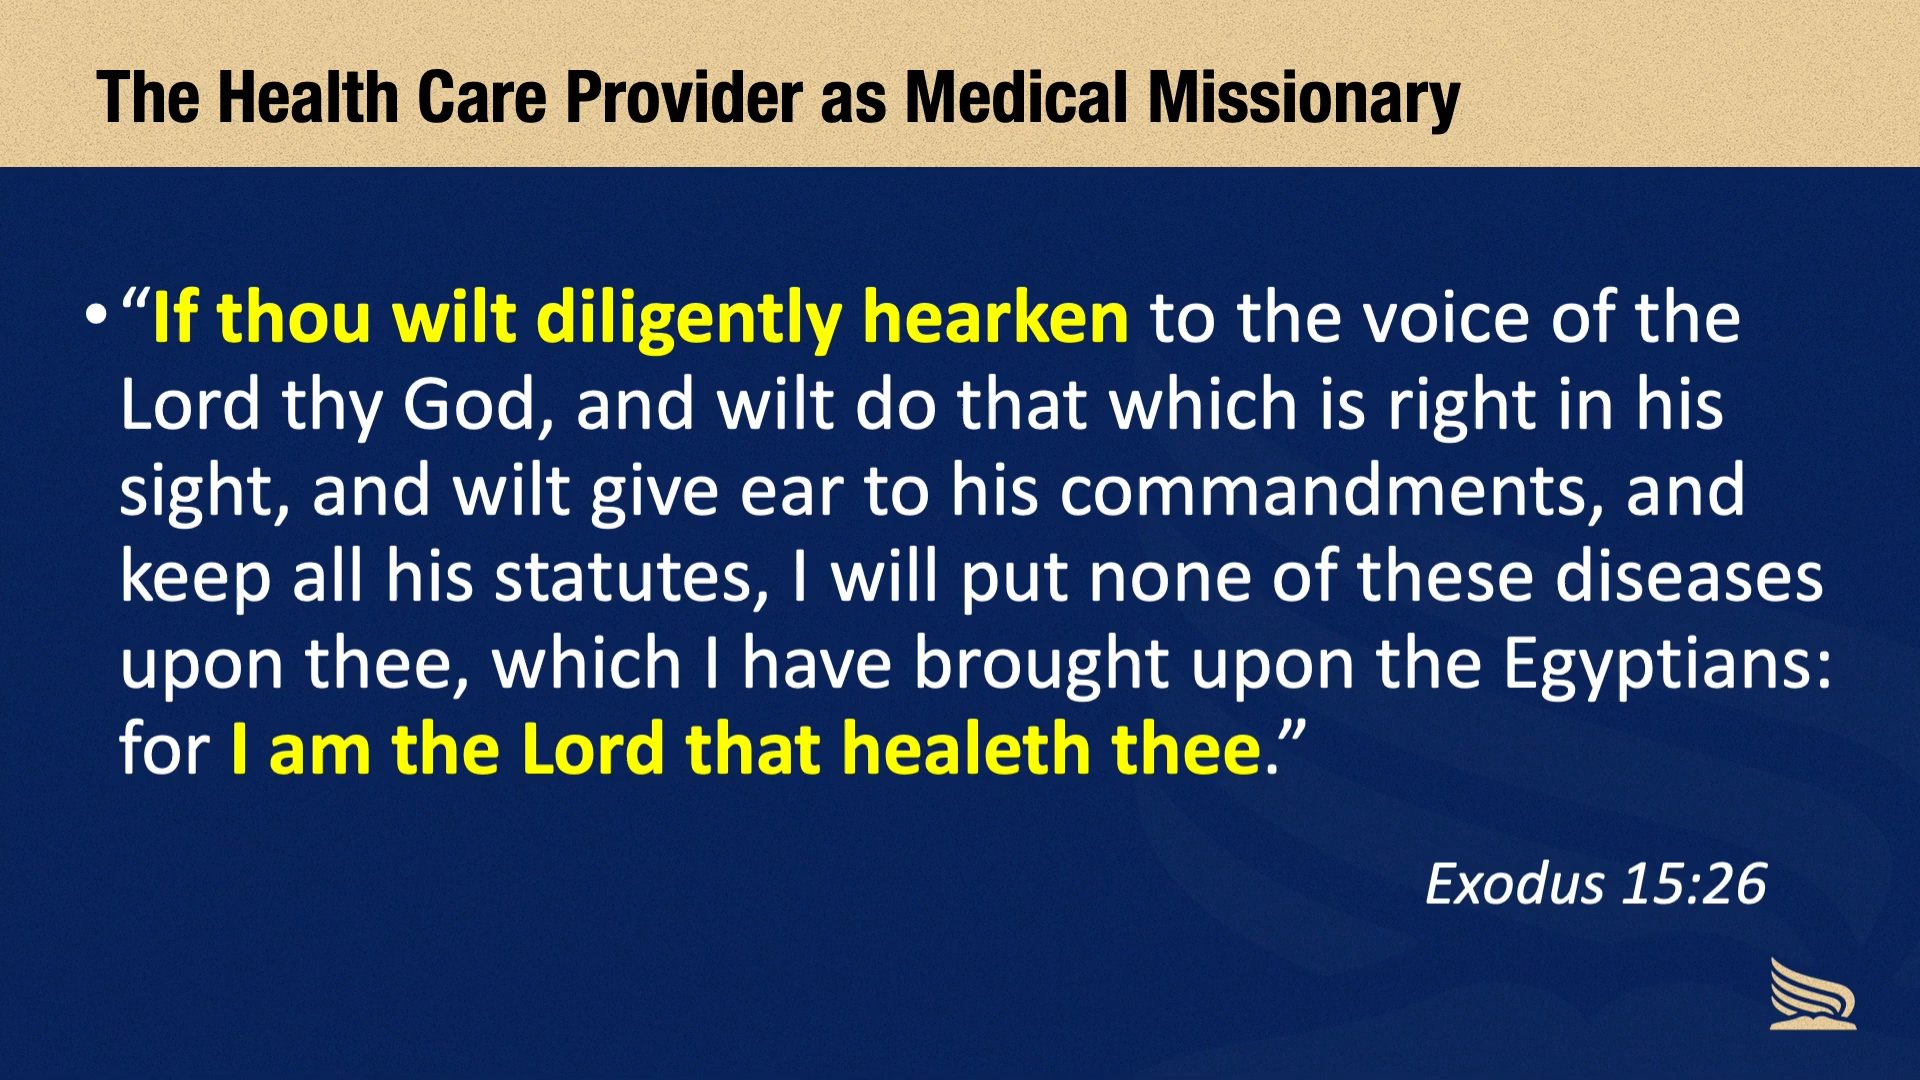 The Health Care Provider as Medical Missionary
• “If thou wilt diligently hearken to the voice of the
Lord thy God, and wilt do that which is right in his
sight, and wilt give ear to his commandments, and
keep all his statutes, I will put none of these diseases
upon thee, which I have brought upon the Egyptians:
for I am the Lord that healeth thee.”
Exodus 15:26